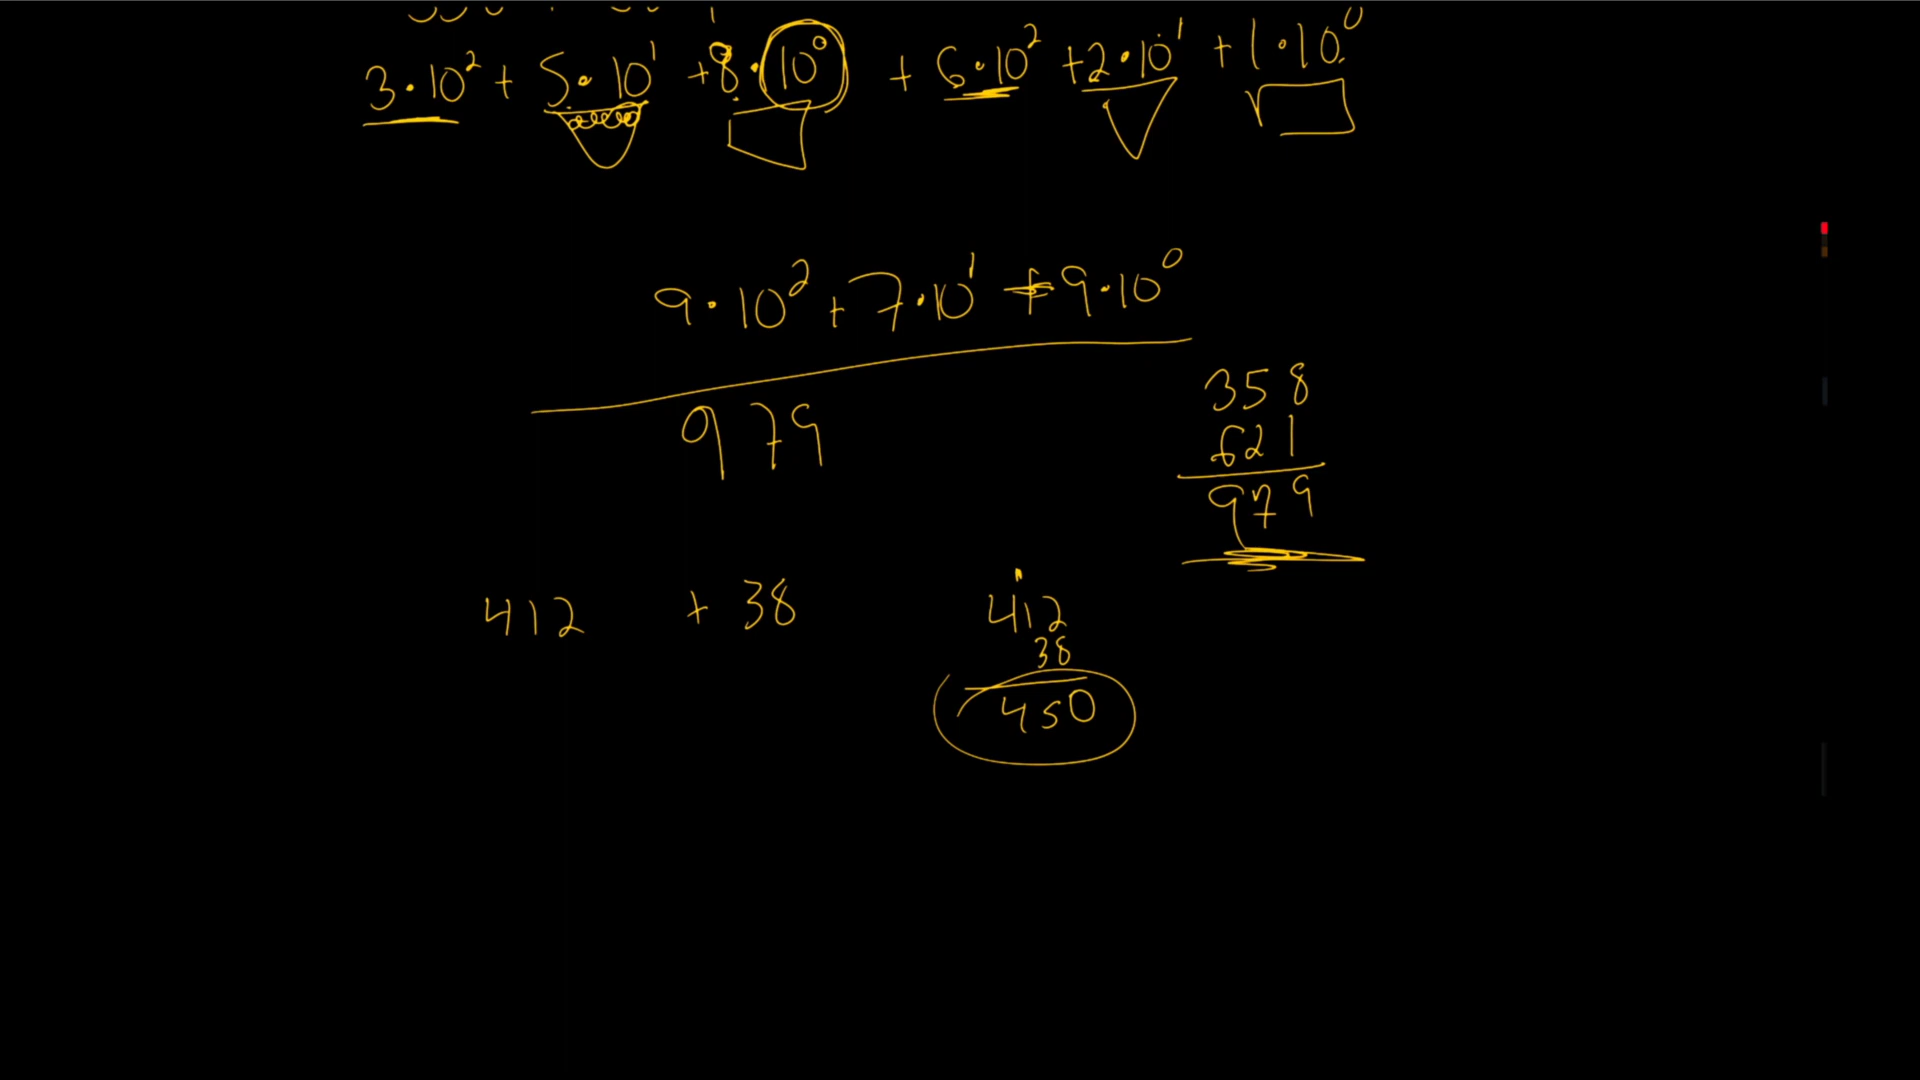 3·10² + 5·10¹ + 8·10⁰ + 6·10² + 2·10¹ + 1·10⁰
9·10² + 7·10¹ + 9·10⁰
979
358
621
979
412 + 38
1
412
38
450